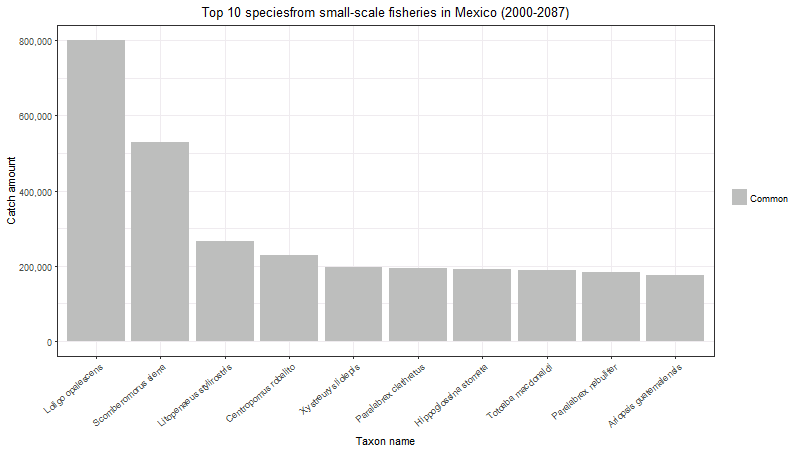 Top 10 speciesfrom small-scale fisheries in Mexico (2000-2087)
Catch amount
800,000
600,000
400,000
200,000
0
Loligo opalescens
Scomberomorus sierra
Litopenaeus stylirostris
Centropomus robalito
Xystreurys liolepis
Paralabrax clathratus
Hippoglossina stomata
Totoaba macdonaldi
Paralabrax nebulifer
Ariopsis guatemalensis
Taxon name
Common